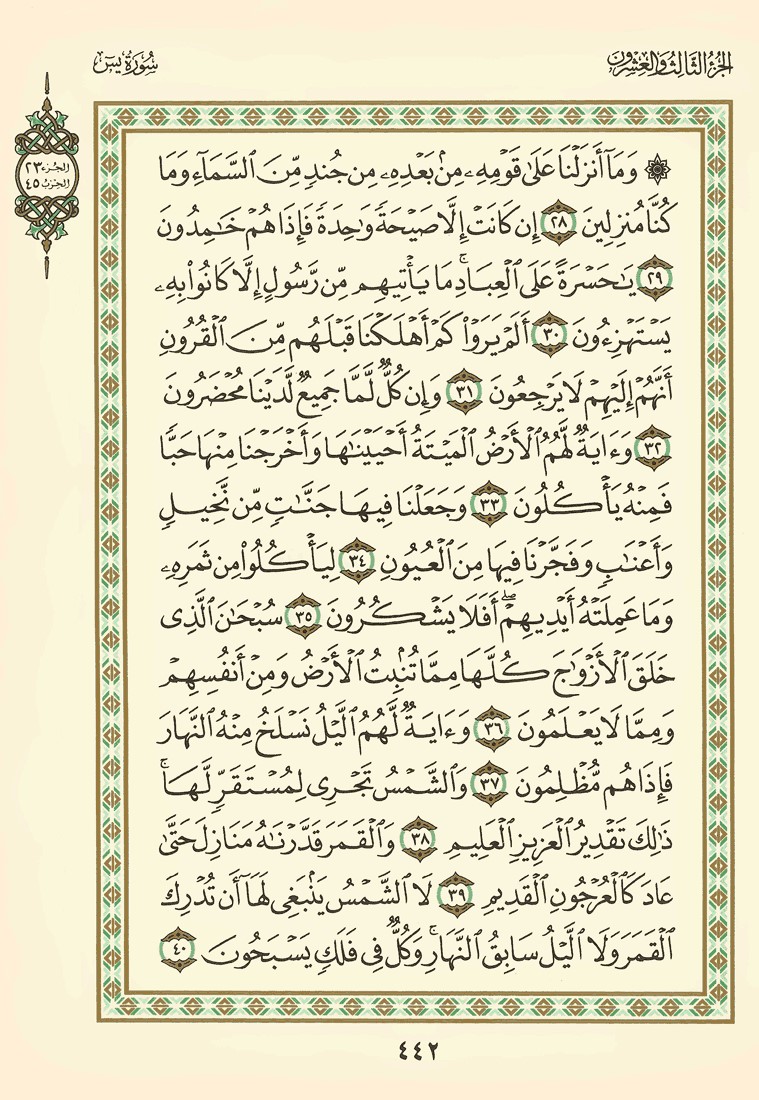 الجزء الثالث والعشرون
سورة يس
الجزء ٢٣
الحزب ٤٥
۞ وَمَآ أَنزَلْنَا عَلَىٰ قَوْمِهِۦ مِنۢ بَعْدِهِۦ مِن جُندٍ مِّنَ ٱلسَّمَآءِ وَمَا
كُنَّا مُنزِلِينَ ٢٨ إِن كَانَتْ إِلَّا صَيْحَةً وَٰحِدَةً فَإِذَا هُمْ خَٰمِدُونَ
٢٩ يَٰحَسْرَةً عَلَى ٱلْعِبَادِۚ مَا يَأْتِيهِم مِّن رَّسُولٍ إِلَّا كَانُوا۟ بِهِۦ
يَسْتَهْزِءُونَ ٣٠ أَلَمْ يَرَوْا۟ كَمْ أَهْلَكْنَا قَبْلَهُم مِّنَ ٱلْقُرُونِ
أَنَّهُمْ إِلَيْهِمْ لَا يَرْجِعُونَ ٣١ وَإِن كُلٌّ لَّمَّا جَمِيعٌ لَّدَيْنَا مُحْضَرُونَ
٣٢ وَءَايَةٌ لَّهُمُ ٱلْأَرْضُ ٱلْمَيْتَةُ أَحْيَيْنَٰهَا وَأَخْرَجْنَا مِنْهَا حَبًّا
فَمِنْهُ يَأْكُلُونَ ٣٣ وَجَعَلْنَا فِيهَا جَنَّٰتٍ مِّن نَّخِيلٍ
وَأَعْنَٰبٍ وَفَجَّرْنَا فِيهَا مِنَ ٱلْعُيُونِ ٣٤ لِيَأْكُلُوا۟ مِن ثَمَرِهِۦ
وَمَا عَمِلَتْهُ أَيْدِيهِمْۖ أَفَلَا يَشْكُرُونَ ٣٥ سُبْحَٰنَ ٱلَّذِى
خَلَقَ ٱلْأَزْوَٰجَ كُلَّهَا مِمَّا تُنۢبِتُ ٱلْأَرْضُ وَمِنْ أَنفُسِهِمْ
وَمِمَّا لَا يَعْلَمُونَ ٣٦ وَءَايَةٌ لَّهُمُ ٱلَّيْلُ نَسْلَخُ مِنْهُ ٱلنَّهَارَ
فَإِذَا هُم مُّظْلِمُونَ ٣٧ وَٱلشَّمْسُ تَجْرِى لِمُسْتَقَرٍّ لَّهَاۚ
ذَٰلِكَ تَقْدِيرُ ٱلْعَزِيزِ ٱلْعَلِيمِ ٣٨ وَٱلْقَمَرَ قَدَّرْنَٰهُ مَنَازِلَ حَتَّىٰ
عَادَ كَٱلْعُرْجُونِ ٱلْقَدِيمِ ٣٩ لَا ٱلشَّمْسُ يَنۢبَغِى لَهَآ أَن تُدْرِكَ
ٱلْقَمَرَ وَلَا ٱلَّيْلُ سَابِقُ ٱلنَّهَارِۚ وَكُلٌّ فِى فَلَكٍ يَسْبَحُونَ ٤٠
٤٤٢